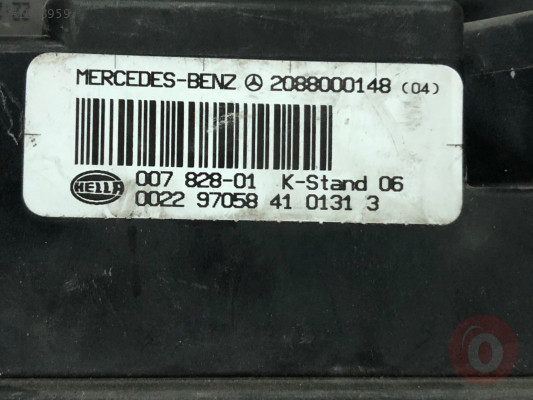 MERCEDES-BENZ 2088000148 (04)
HELLA 007 828-01 K-Stand 06
0022 97058 41 0131 3